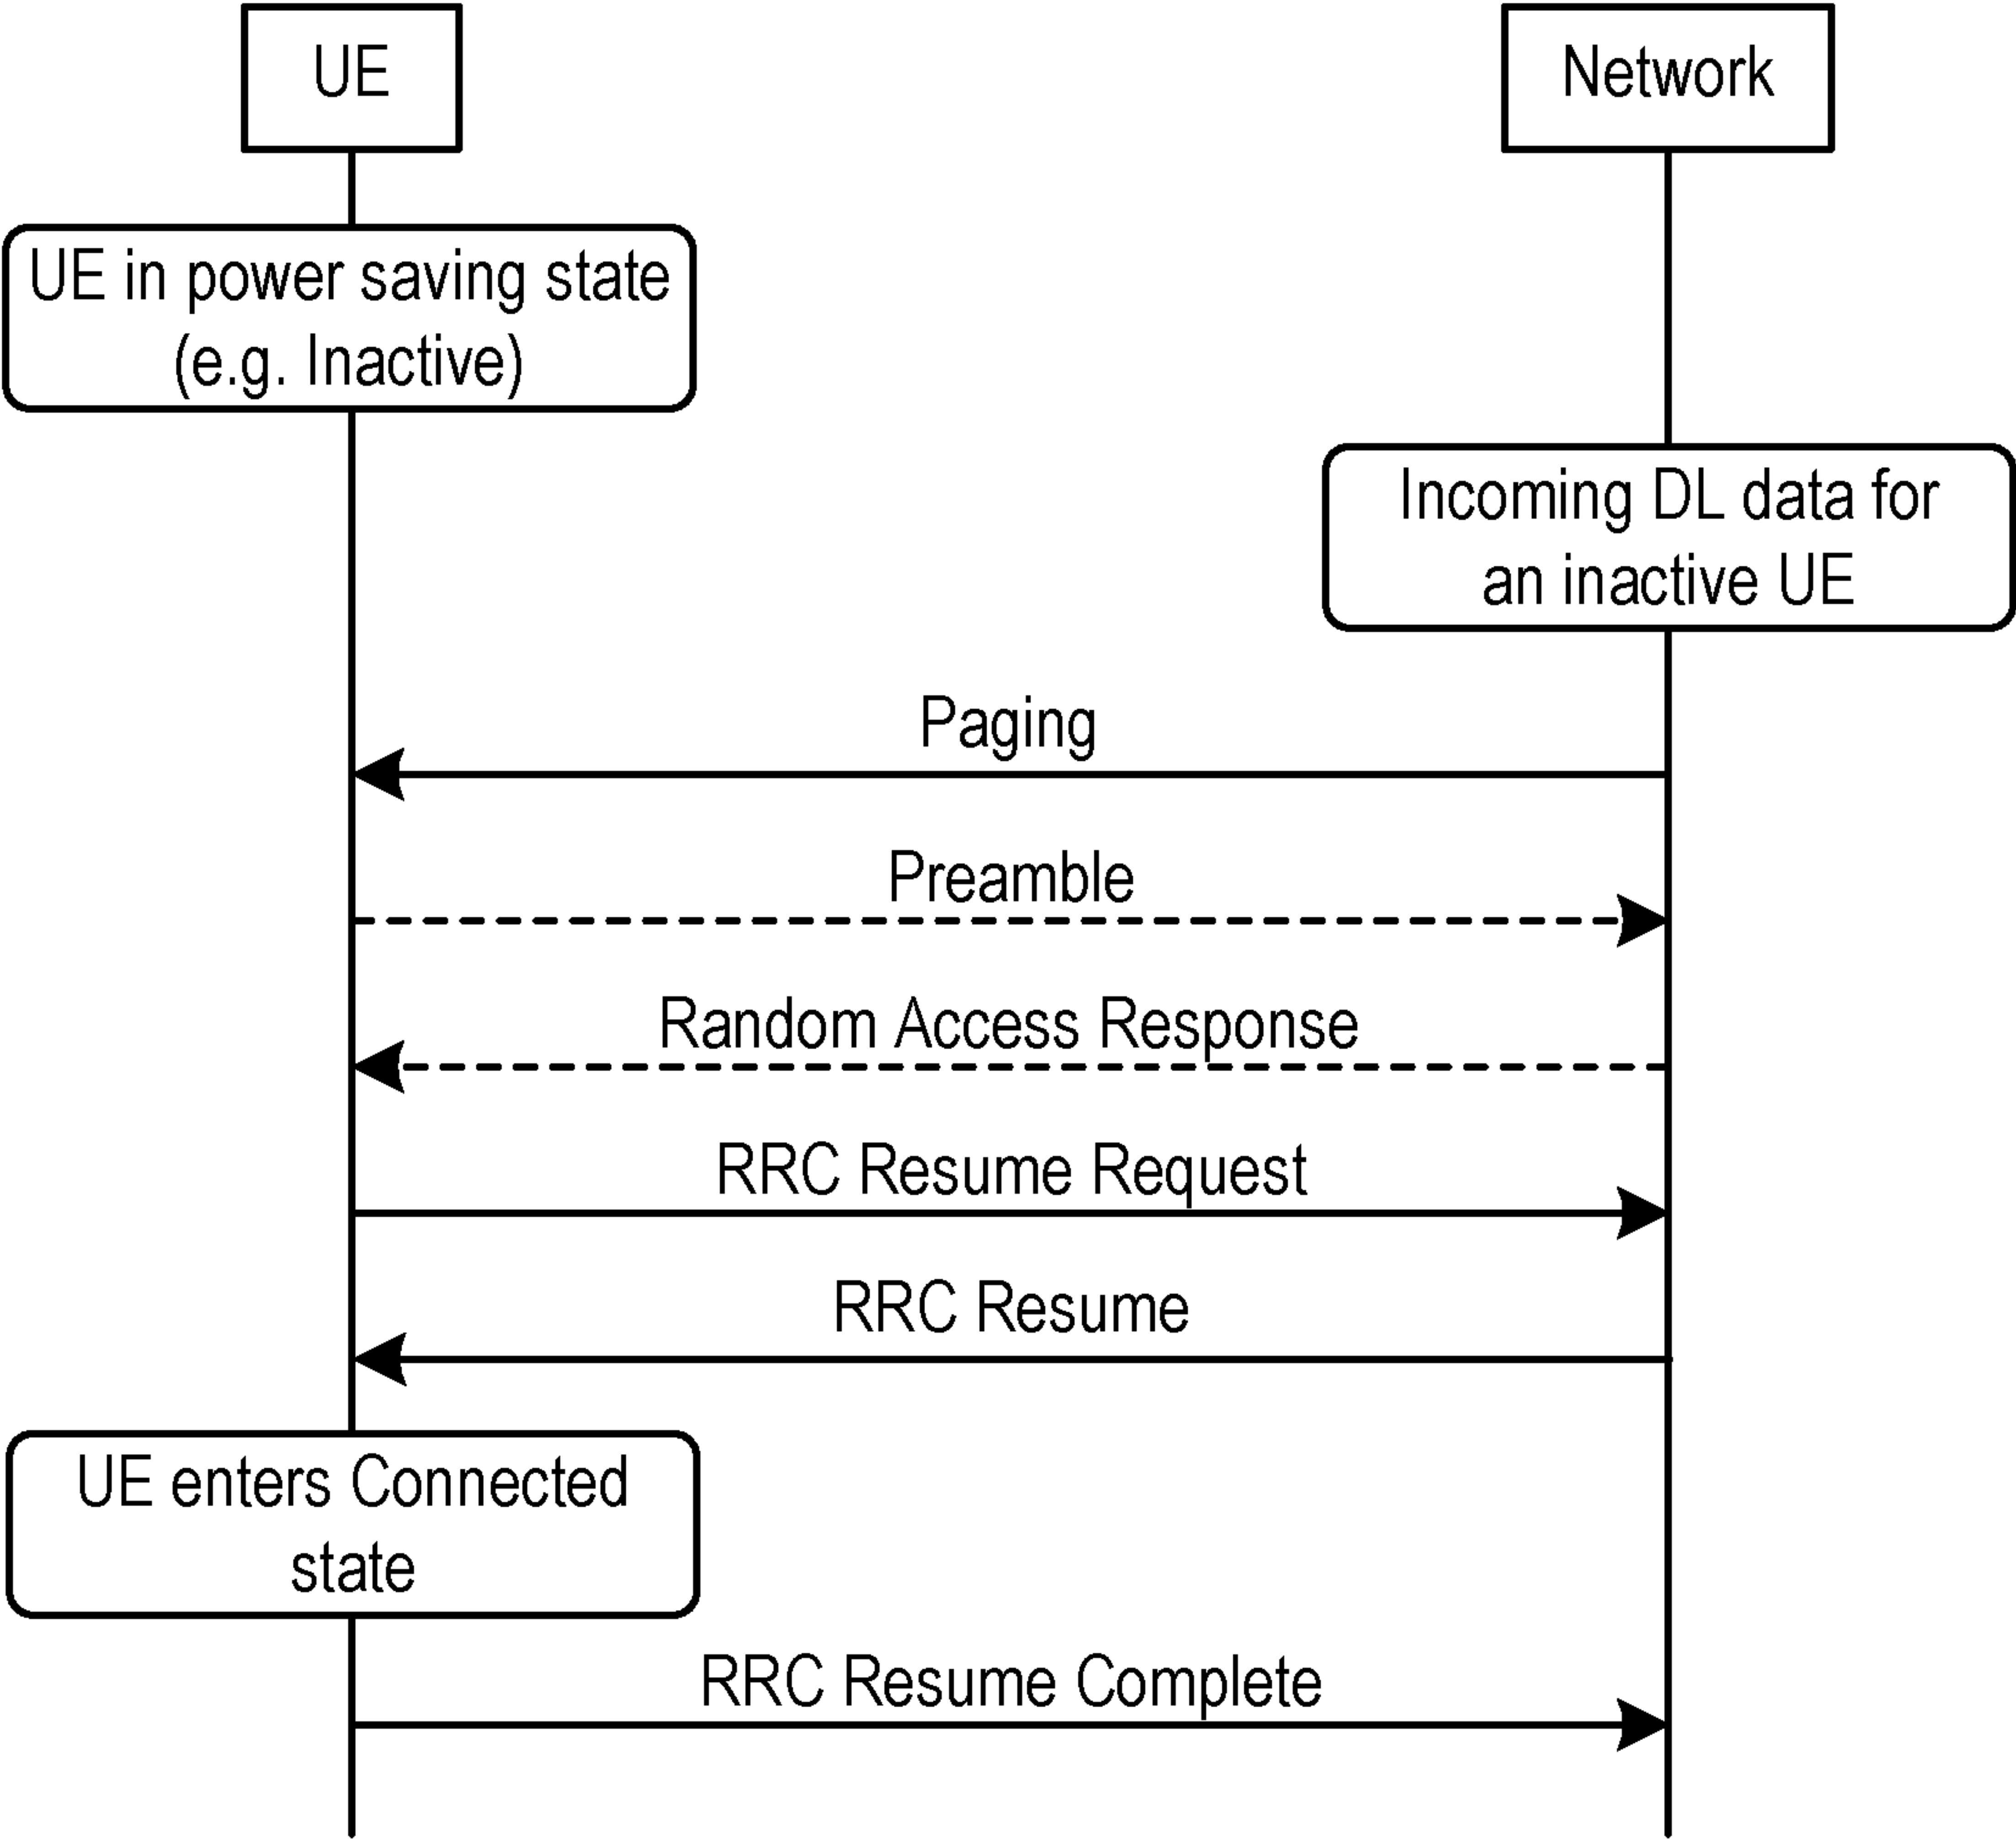 UE
Network
UE in power saving state
(e.g. Inactive)
Incoming DL data for
an inactive UE
Paging
Preamble
Random Access Response
RRC Resume Request
RRC Resume
UE enters Connected
state
RRC Resume Complete